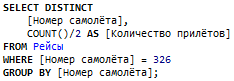 SELECT DISTINCT
[Номер самолёта],
COUNT()/2 AS [Количество прилётов]
FROM Рейсы
WHERE [Номер самолёта] = 326
GROUP BY [Номер самолёта];